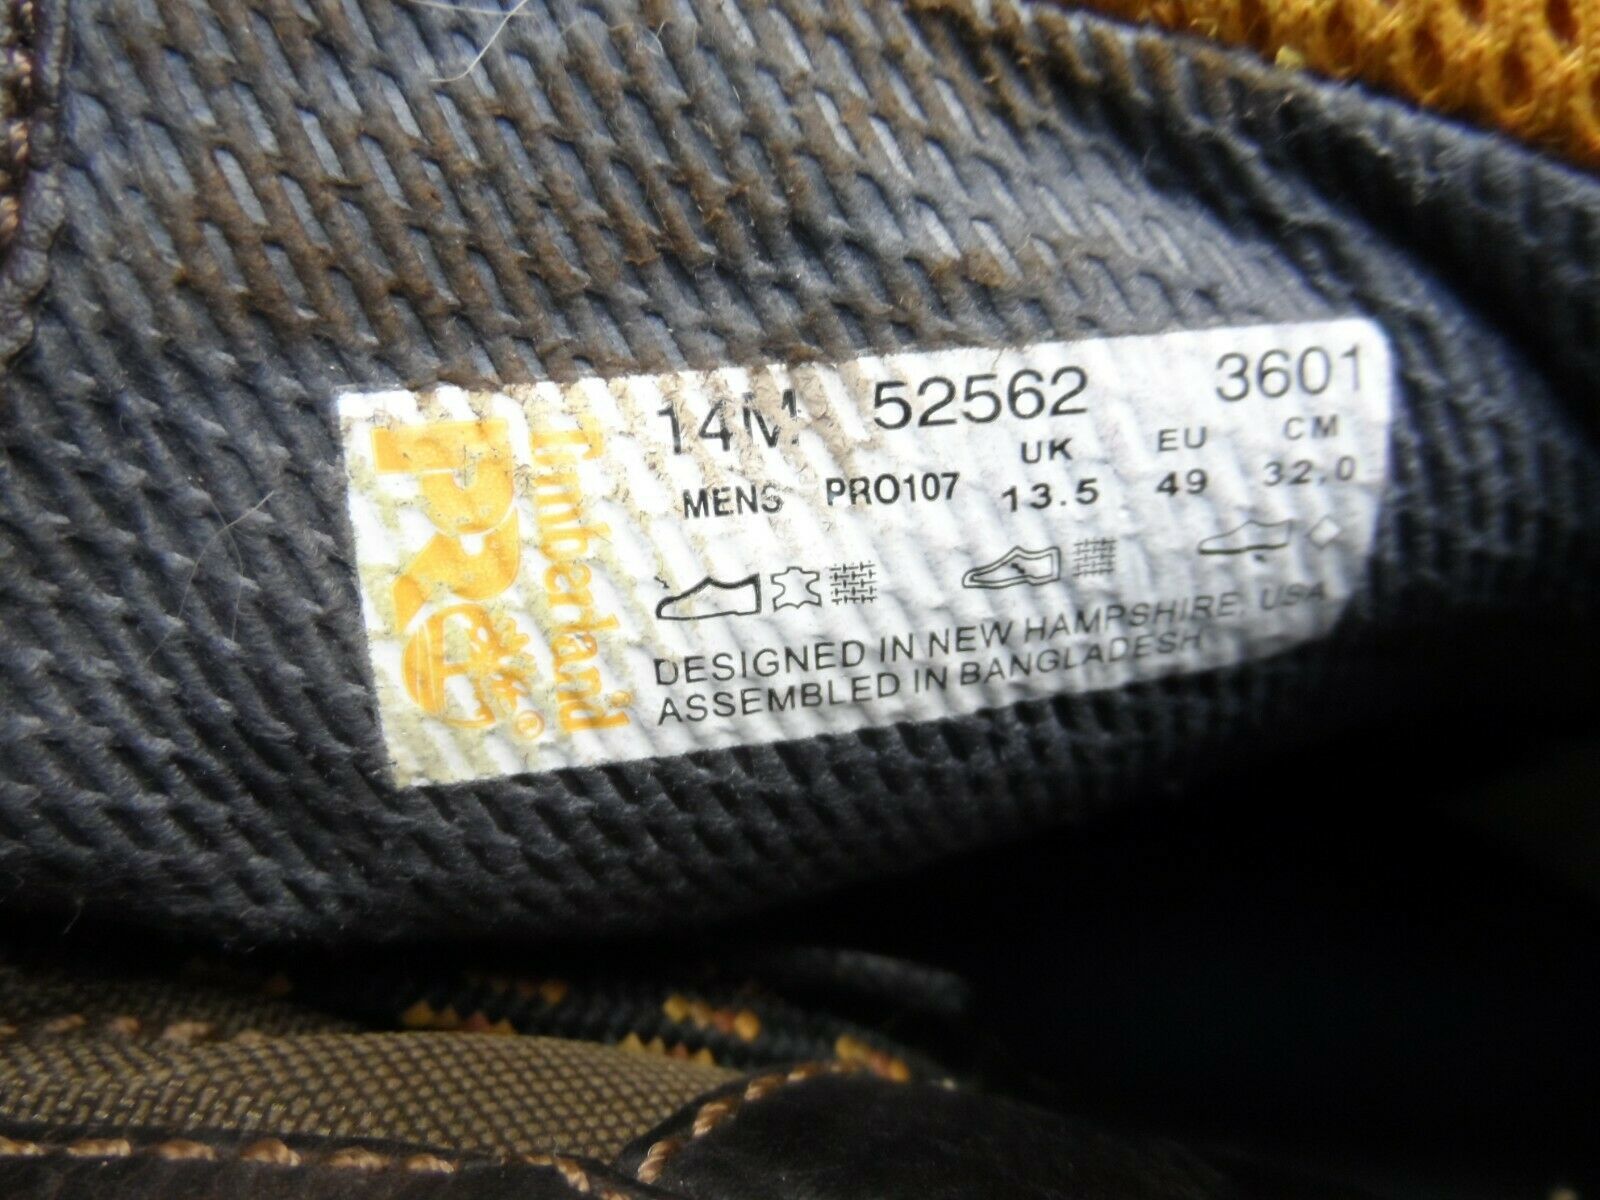 Timberland
PRO
©
14M 52562 3601
MENS PRO107 UK 13.5 EU 49 CM 32.0
DESIGNED IN NEW HAMPSHIRE, USA
ASSEMBLED IN BANGLADESH